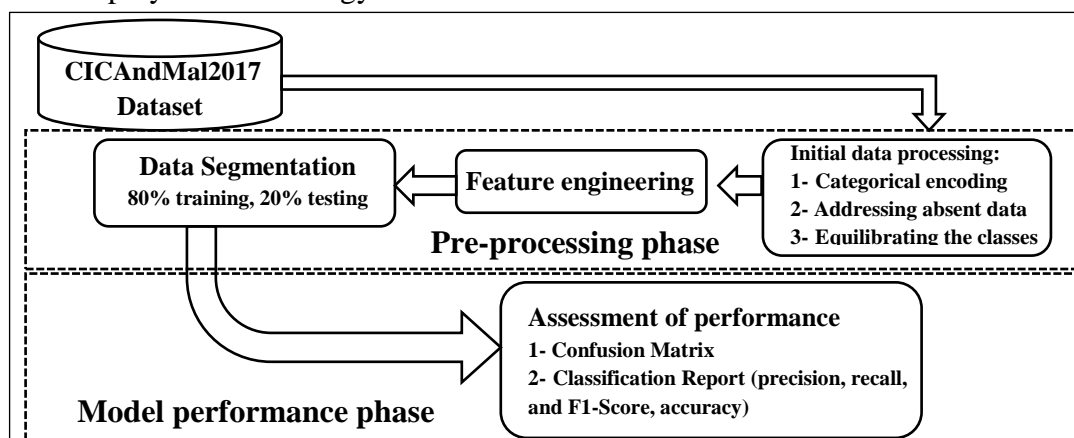 CICAndMal2017
Dataset
Initial data processing:
1- Categorical encoding
2- Addressing absent data
3- Equilibrating the classes
Feature engineering
Data Segmentation
80% training, 20% testing
Pre-processing phase
Assessment of performance
1- Confusion Matrix
2- Classification Report (precision, recall,
and F1-Score, accuracy)
Model performance phase